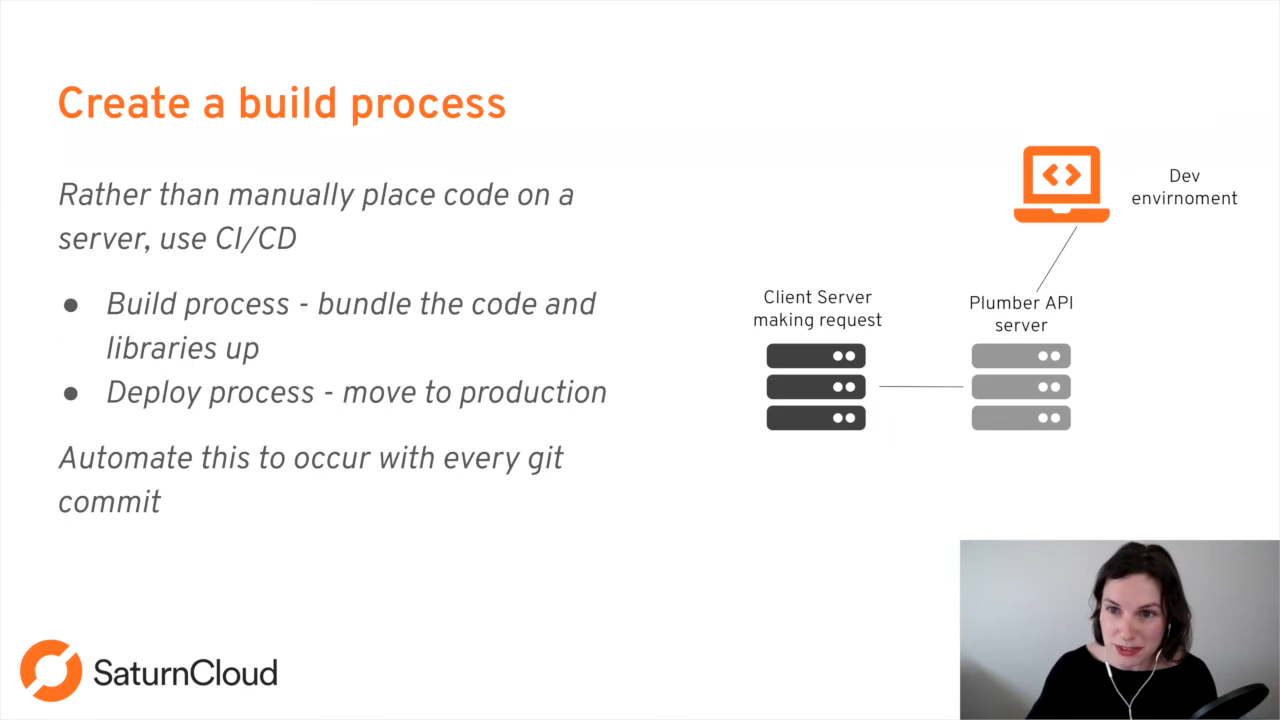 Create a build process
Rather than manually place code on a
server, use CI/CD
● Build process - bundle the code and
libraries up
● Deploy process - move to production
Automate this to occur with every git
commit
Dev
envirnoment
Client Server
making request
Plumber API
server
SaturnCloud